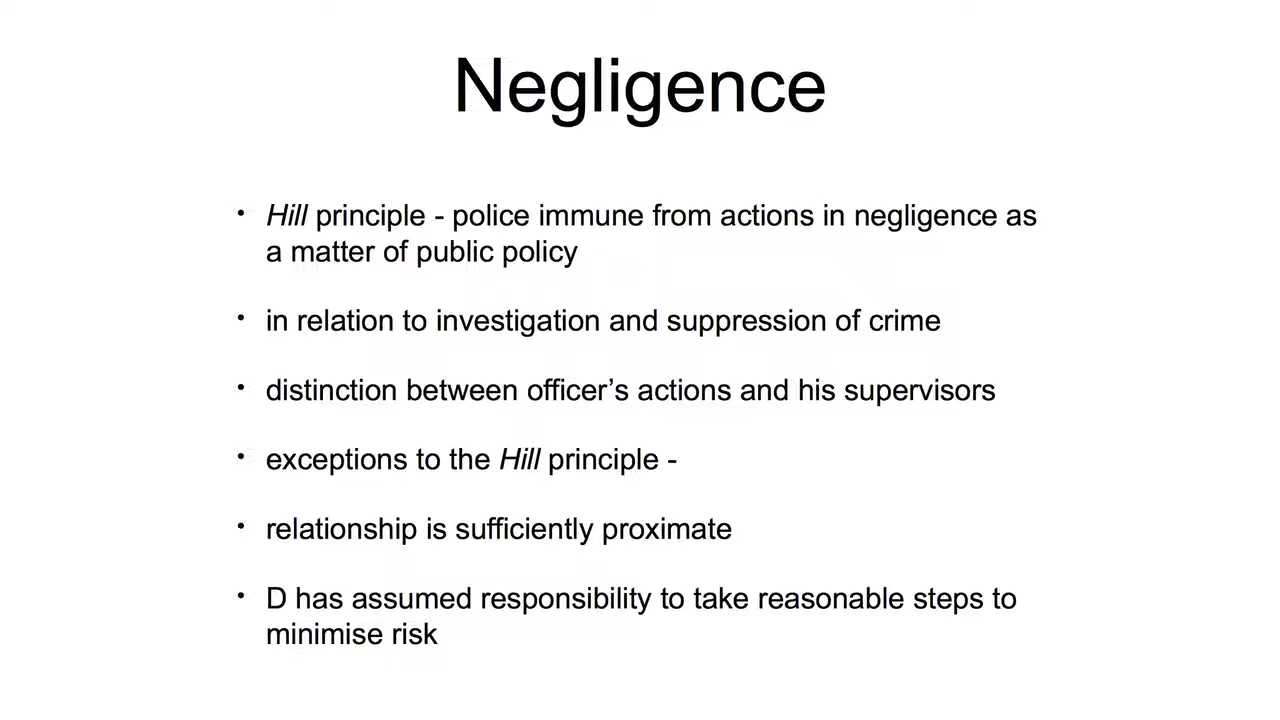 Negligence
• Hill principle - police immune from actions in negligence as
a matter of public policy
• in relation to investigation and suppression of crime
• distinction between officer’s actions and his supervisors
• exceptions to the Hill principle -
• relationship is sufficiently proximate
• D has assumed responsibility to take reasonable steps to
minimise risk